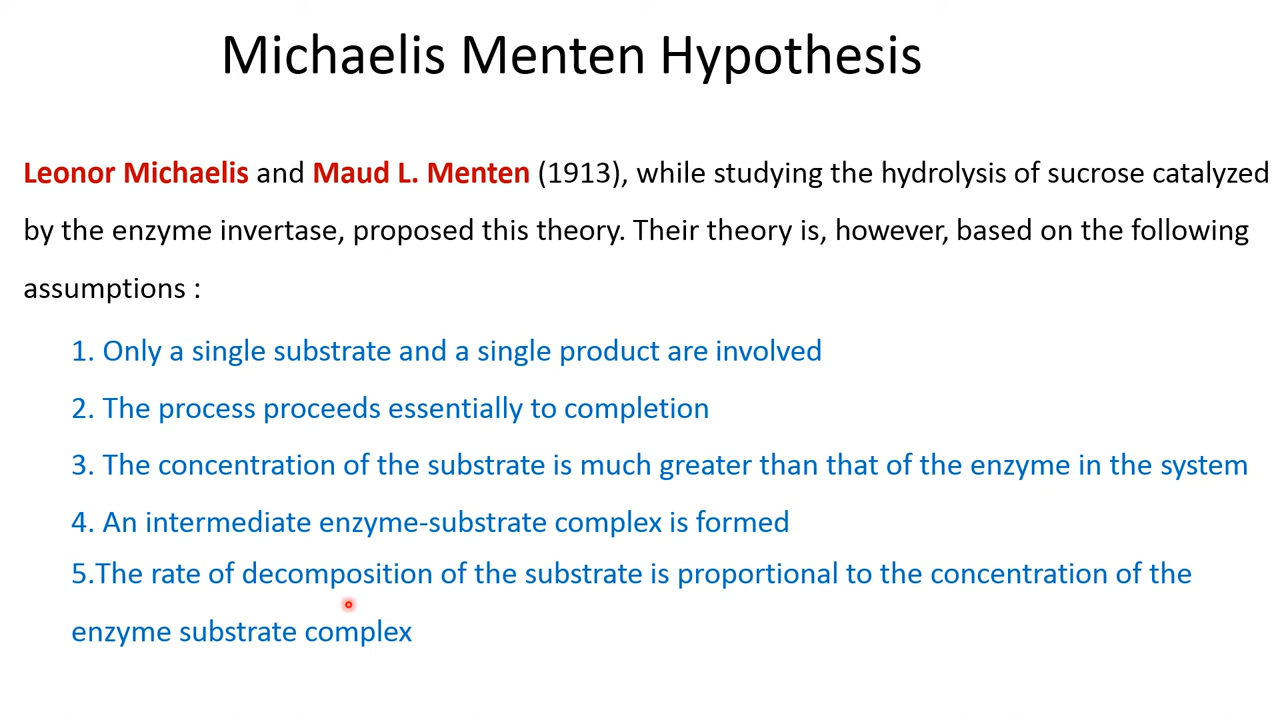 Michaelis Menten Hypothesis
Leonor Michaelis and Maud L. Menten (1913), while studying the hydrolysis of sucrose catalyzed
by the enzyme invertase, proposed this theory. Their theory is, however, based on the following
assumptions :
1. Only a single substrate and a single product are involved
2. The process proceeds essentially to completion
3. The concentration of the substrate is much greater than that of the enzyme in the system
4. An intermediate enzyme-substrate complex is formed
5.The rate of decomposition of the substrate is proportional to the concentration of the
enzyme substrate complex